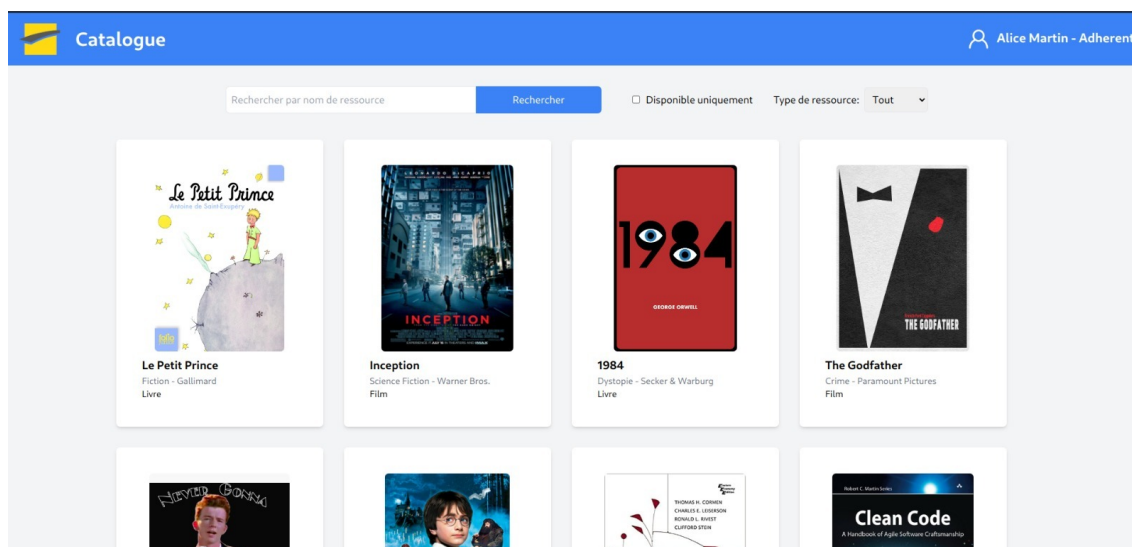 Catalogue
Alice Martin - Adherent
Rechercher par nom de ressource
Rechercher
Disponible uniquement
Type de ressource: Tout
Le Petit Prince
Antoine de Saint-Exupéry
folio
LEONARDO DICAPRIO
INCEPTION
1984
GEORGE ORWELL
THE GODFATHER
Le Petit Prince
Fiction - Gallimard
Livre
Inception
Science Fiction - Warner Bros.
Film
1984
Dystopie - Secker & Warburg
Livre
The Godfather
Crime - Paramount Pictures
Film
NEVER GONNA
THOMAS H. CORMEN
CHARLES E. LEISERSON
RONALD L. RIVEST
CLIFFORD STEIN
Robert C. Martin Series
Clean Code
A Handbook of Agile Software Craftsmanship